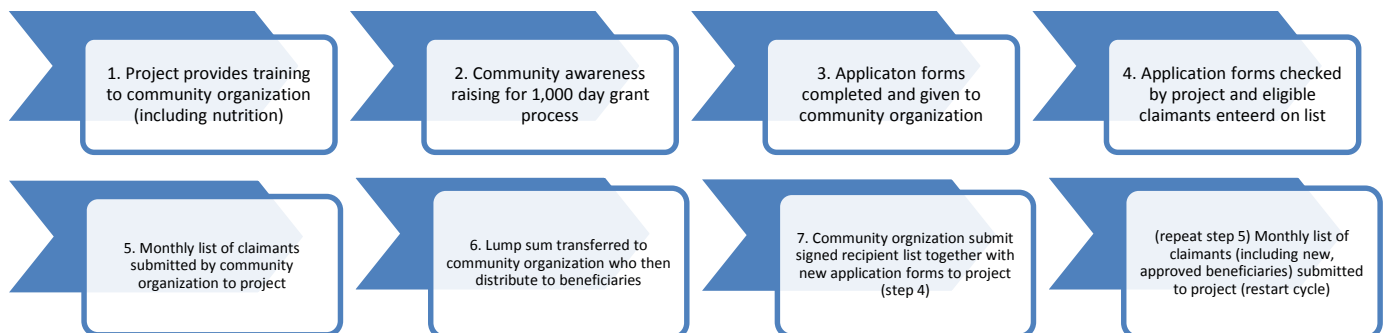 1. Project provides training
to community organization
(including nutrition)
2. Community awareness
raising for 1,000 day grant
process
3. Applicaton forms
completed and given to
community organization
4. Application forms checked
by project and eligible
claimants enteerd on list
5. Monthly list of claimants
submitted by community
organization to project
6. Lump sum transferred to
community organization who then
distribute to beneficiaries
7. Community orgnization submit
signed recipient list together with
new application forms to project
(step 4)
(repeat step 5) Monthly list of
claimants (including new,
approved beneficiaries) submitted
to project (restart cycle)